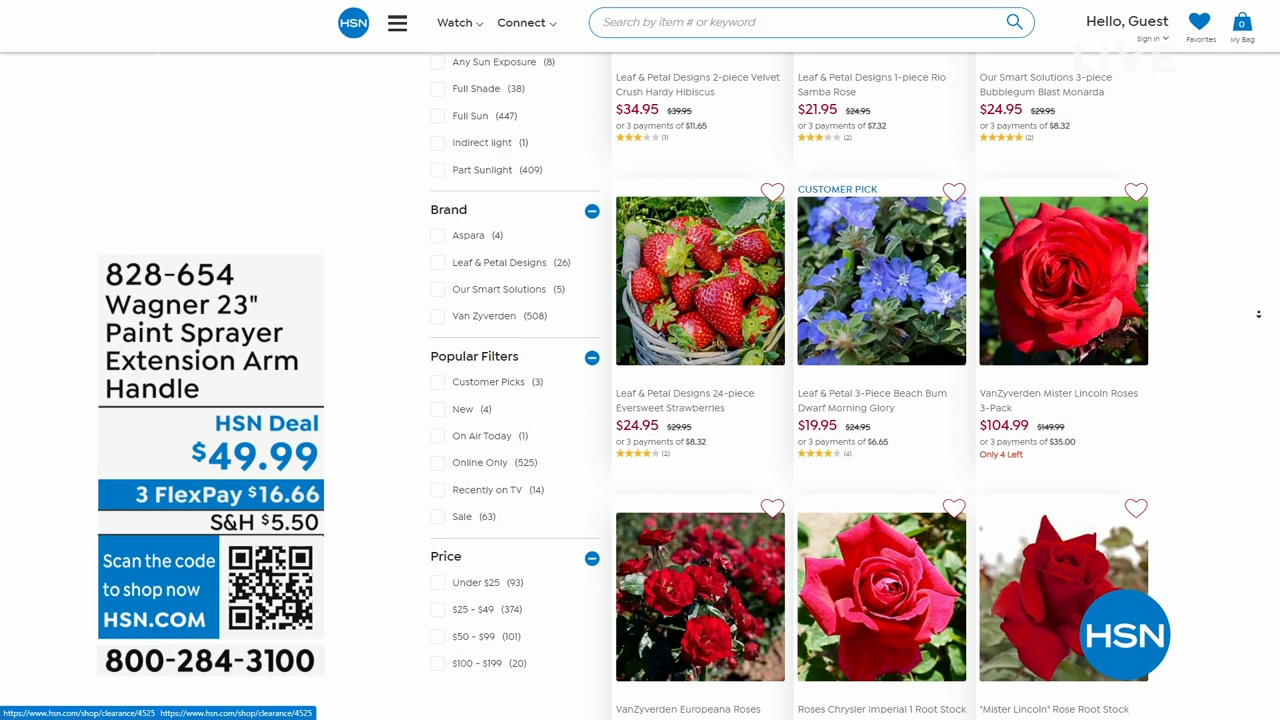 HSN
Watch
Connect
Search by item # or keyword
Hello, Guest
Sign In
Favorites
0
My Bag
LIVE
Any Sun Exposure (8)
Full Shade (38)
Full Sun (447)
Indirect light (1)
Part Sunlight (409)
Brand
Aspara (4)
Leaf & Petal Designs (26)
Our Smart Solutions (5)
Van Zyverden (508)
Popular Filters
Customer Picks (3)
New (4)
On Air Today (1)
Online Only (525)
Recently on TV (14)
Sale (63)
Price
Under $25 (93)
$25 - $49 (374)
$50 - $99 (101)
$100 - $199 (20)
Leaf & Petal Designs 2-piece Velvet
Crush Hardy Hibiscus
$34.95 $39.95
or 3 payments of $11.65
(1)
Leaf & Petal Designs 1-piece Rio
Samba Rose
$21.95 $24.95
or 3 payments of $7.32
(2)
Our Smart Solutions 3-piece
Bubblegum Blast Monarda
$24.95 $29.95
or 3 payments of $8.32
(2)
Leaf & Petal Designs 24-piece
Eversweet Strawberries
$24.95 $29.95
or 3 payments of $8.32
(2)
CUSTOMER PICK
Leaf & Petal 3-Piece Beach Bum
Dwarf Morning Glory
$19.95 $24.95
or 3 payments of $6.65
(4)
VanZyverden Mister Lincoln Roses
3-Pack
$104.99 $149.99
or 3 payments of $35.00
Only 4 Left
VanZyverden Europeana Roses
Roses Chrysler Imperial 1 Root Stock
"Mister Lincoln" Rose Root Stock
HSN
828-654
Wagner 23"
Paint Sprayer
Extension Arm
Handle
HSN Deal
$49.99
3 FlexPay $16.66
S&H $5.50
Scan the code
to shop now
HSN.COM
800-284-3100
https://www.hsn.com/shop/clearance/4525 https://www.hsn.com/shop/clearance/4525